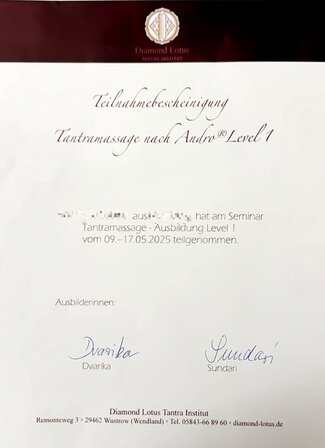 Diamond Lotus
TANTRA INSTITUT
Teilnahmebescheinigung
Tantramassage nach Andro® Level 1
aus hat am Seminar
Tantramassage - Ausbildung Level 1
vom 09.-17.05.2025 teilgenommen.
Ausbilderinnen:
Dvarika Sundari
Dvarika Sundari
Diamond Lotus Tantra Institut
Remonteweg 3 • 29462 Wustrow (Wendland) • Tel. 05843-66 89 60 • diamond-lotus.de